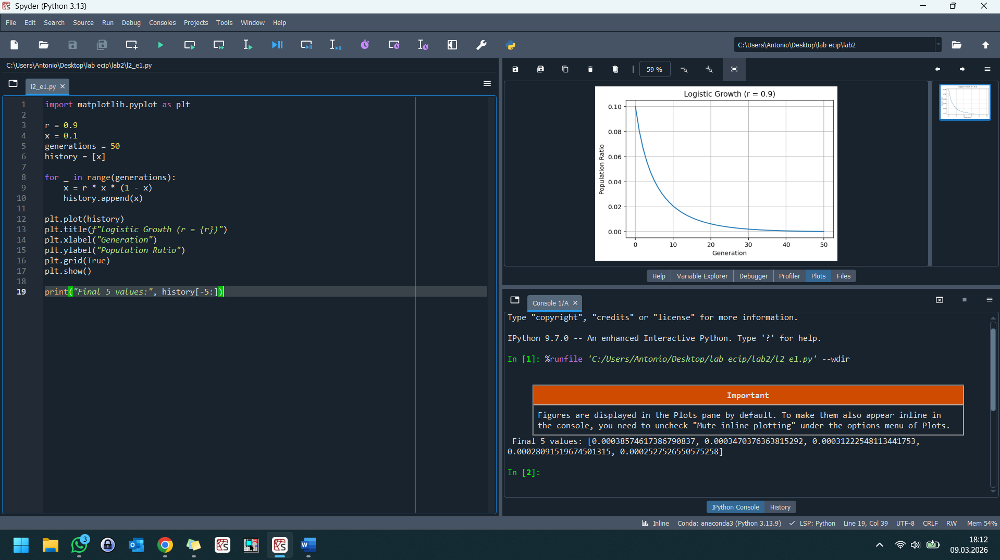 Spyder (Python 3.13)
File Edit Search Source Run Debug Consoles Projects Tools Window Help
C:\Users\Antonio\Desktop\lab ecip\lab2
C:\Users\Antonio\Desktop\lab ecip\lab2\l2_e1.py
l2_e1.py
1 import matplotlib.pyplot as plt
2
3 r = 0.9
4 x = 0.1
5 generations = 50
6 history = [x]
7
8 for _ in range(generations):
9 x = r * x * (1 - x)
10 history.append(x)
11
12 plt.plot(history)
13 plt.title(f"Logistic Growth (r = {r})")
14 plt.xlabel("Generation")
15 plt.ylabel("Population Ratio")
16 plt.grid(True)
17 plt.show()
18
19 print("Final 5 values:", history[-5:])
59 %
Logistic Growth (r = 0.9)
Population Ratio
0.10
0.08
0.06
0.04
0.02
0.00
0 10 20 30 40 50
Generation
Help Variable Explorer Debugger Profiler Plots Files
Console 1/A
Type "copyright", "credits" or "license" for more information.
IPython 9.7.0 -- An enhanced Interactive Python. Type '?' for help.
In [1]: %runfile 'C:/Users/Antonio/Desktop/lab ecip/lab2/l2_e1.py' --wdir
Important
Figures are displayed in the Plots pane by default. To make them also appear inline in
the console, you need to uncheck "Mute inline plotting" under the options menu of Plots.
Final 5 values: [0.00038574617386790837, 0.0003470376363815292, 0.00031222548113441753,
0.00028091519674501315, 0.0002527526550575258]
In [2]:
IPython Console History
Inline Conda: anaconda3 (Python 3.13.9) LSP: Python Line 19, Col 39 UTF-8 CRLF RW Mem 54%
3
18:12
09.03.2026